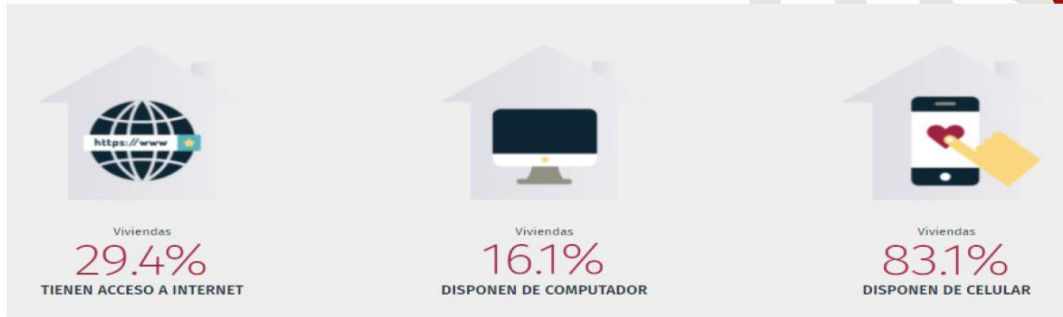 https://www
Viviendas
29.4%
TIENEN ACCESO A INTERNET
Viviendas
16.1%
DISPONEN DE COMPUTADOR
Viviendas
83.1%
DISPONEN DE CELULAR